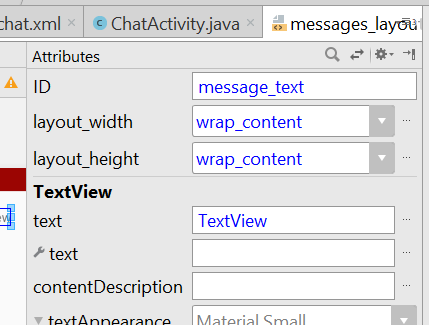 chat.xml ChatActivity.java messages_layou
Attributes
ID message_text
layout_width wrap_content
layout_height wrap_content
TextView
text TextView
text
contentDescription
textAppearance Material Small